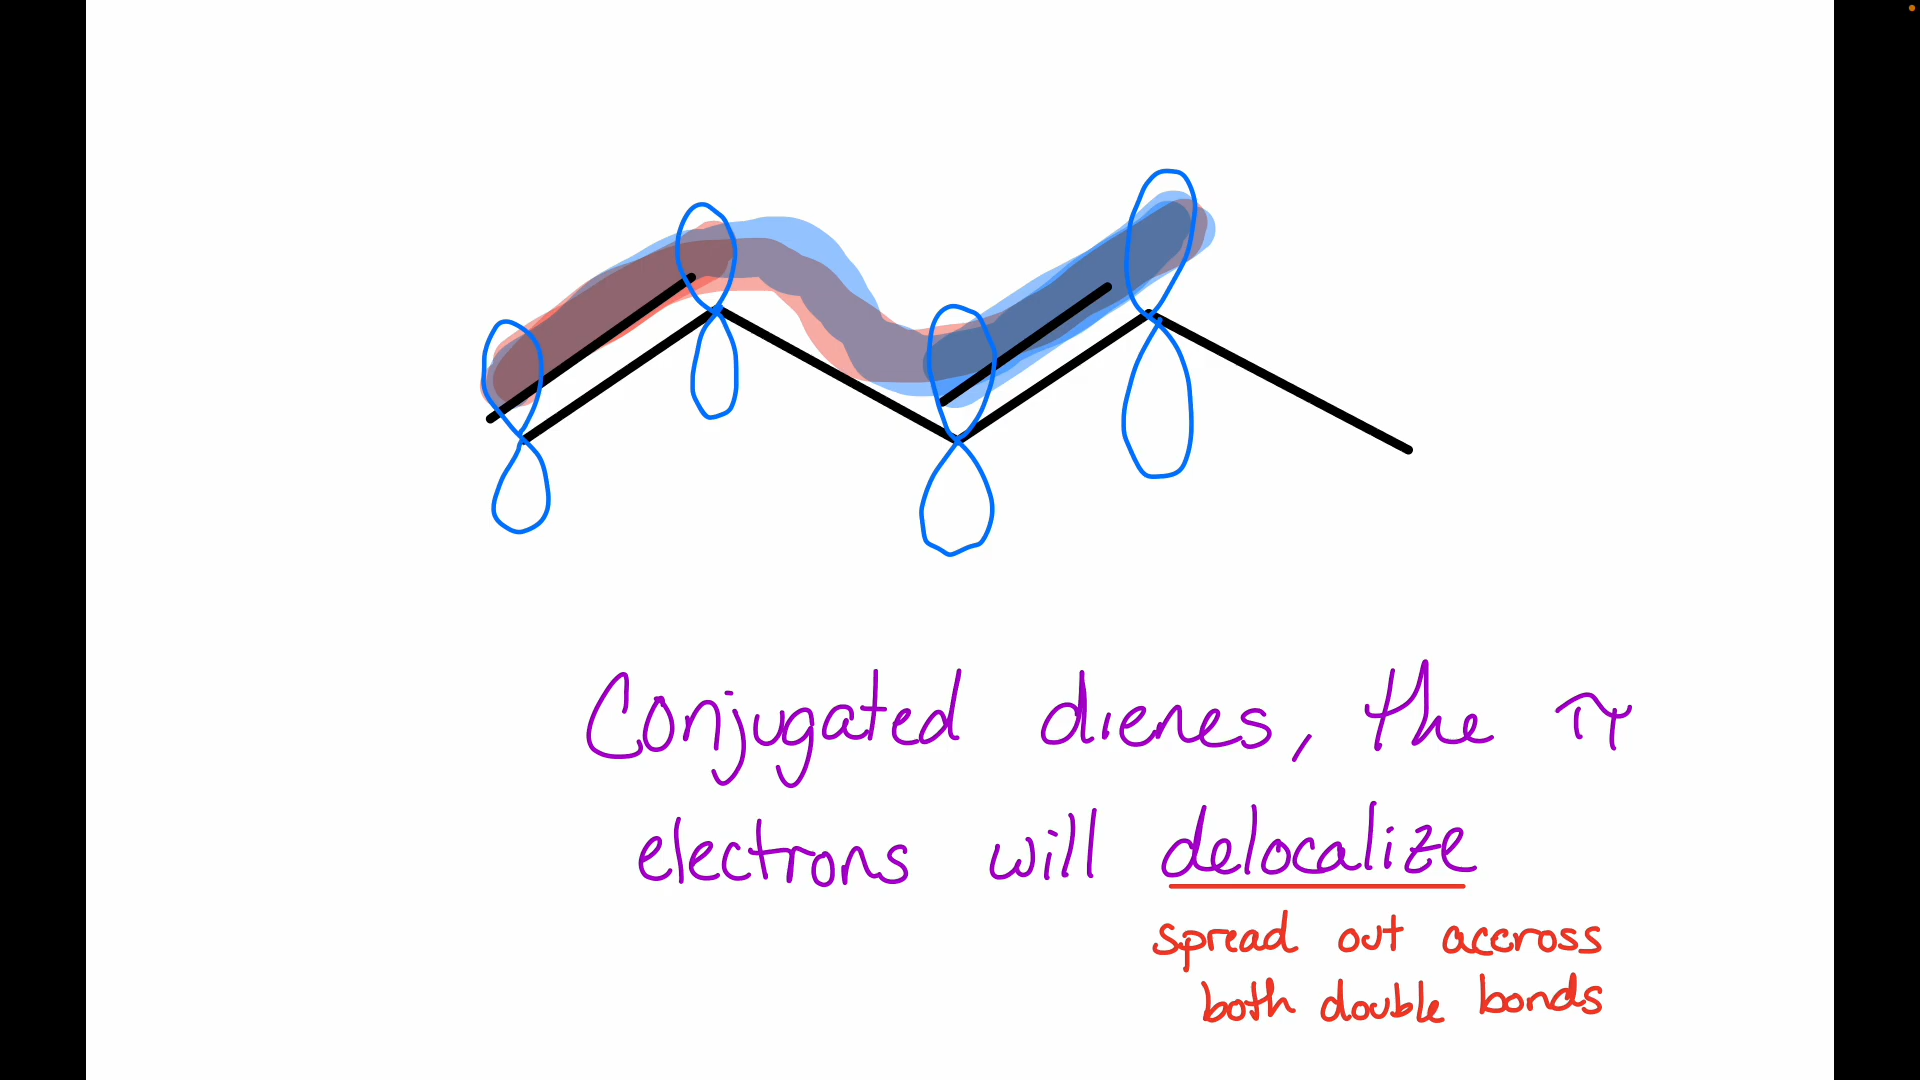 Conjugated dienes, the π
electrons will delocalize
spread out accross
both double bonds